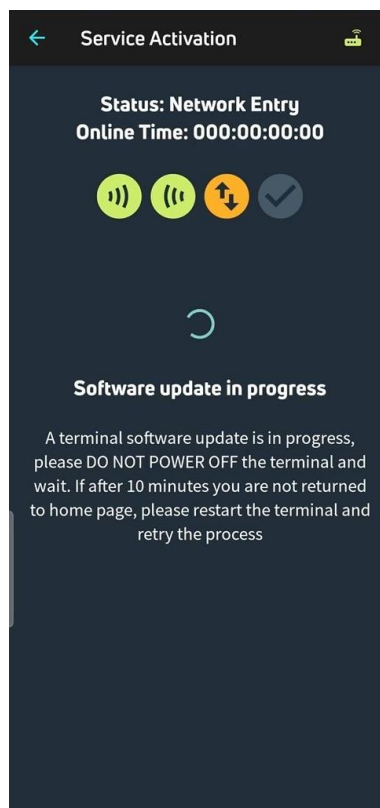 Service Activation
Status: Network Entry
Online Time: 000:00:00:00
Software update in progress
A terminal software update is in progress,
please DO NOT POWER OFF the terminal and
wait. If after 10 minutes you are not returned
to home page, please restart the terminal and
retry the process